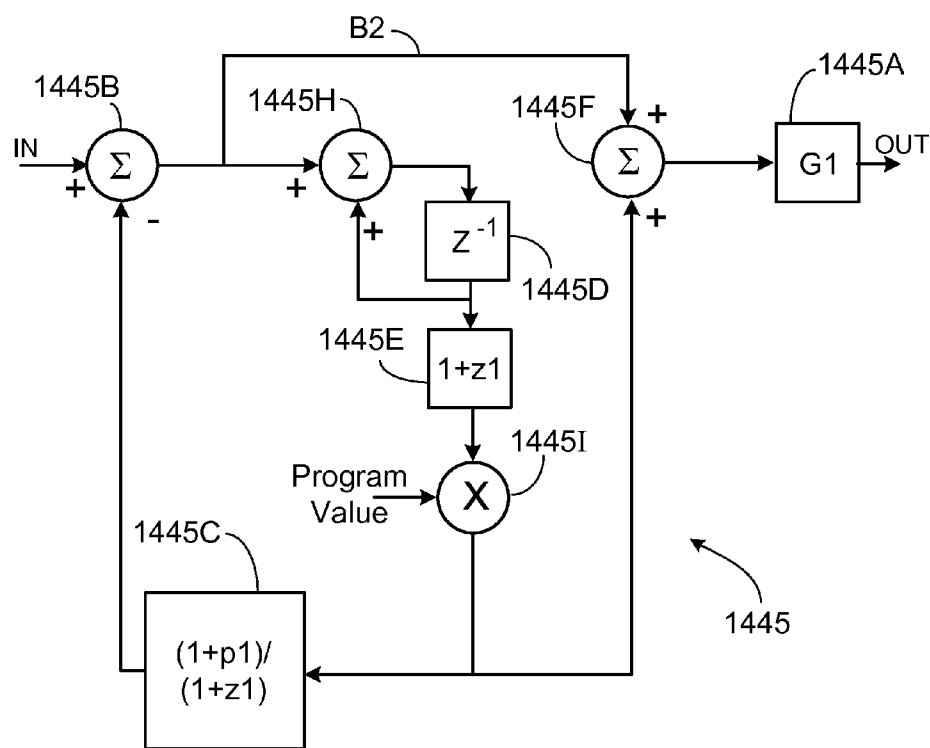 B2
1445B
1445H
1445F
1445A
IN
Σ
Σ
Σ
G1
OUT
+
-
+
+
+
+
Z⁻¹
1445D
1445E
1+z1
1445I
Program
Value
X
1445C
(1+p1)/
(1+z1)
1445